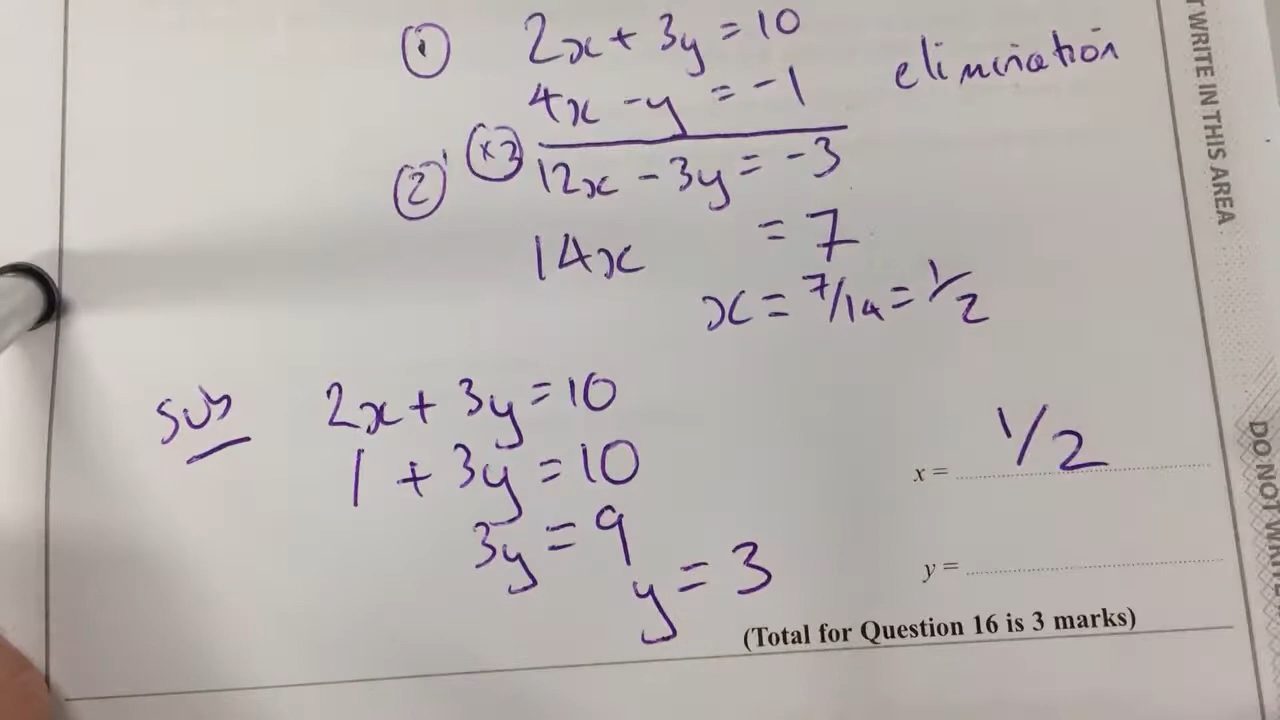 ① 2x + 3y = 10
4x - y = -1 elimination
②' ×3 12x - 3y = -3
14x = 7
x = 7/14 = 1/2
Sub 2x + 3y = 10
1 + 3y = 10
3y = 9
y = 3
x = 1/2
y =
(Total for Question 16 is 3 marks)
T WRITE IN THIS AREA
DO NOT WRITE